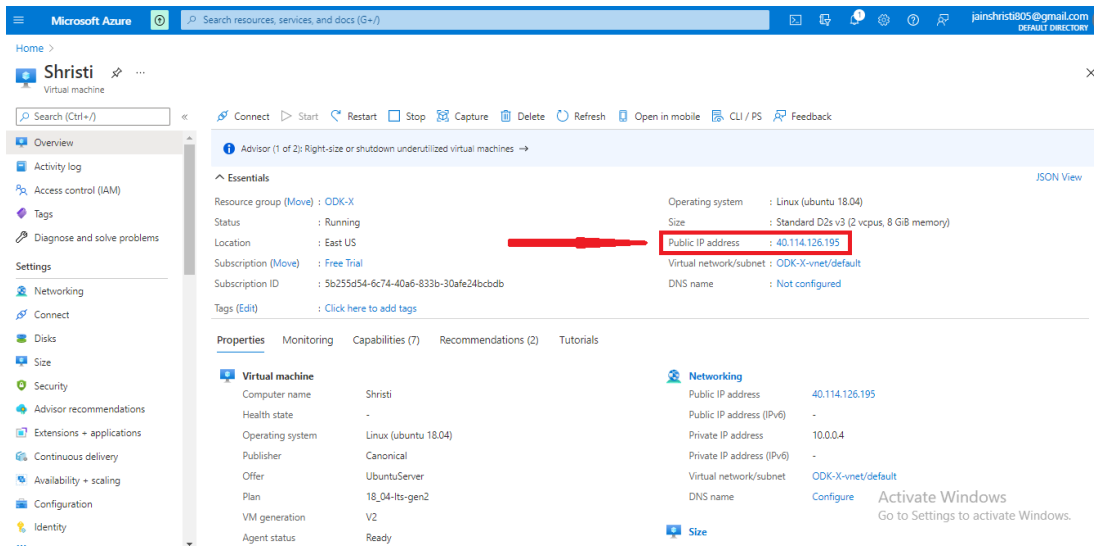 Microsoft Azure
Search resources, services, and docs (G+/)
1
jainshristi805@gmail.com
DEFAULT DIRECTORY
Home >
Shristi
Virtual machine
Search (Ctrl+/)
Connect Start Restart Stop Capture Delete Refresh Open in mobile CLI / PS Feedback
Overview
Activity log
Access control (IAM)
Tags
Diagnose and solve problems
Settings
Networking
Connect
Disks
Size
Security
Advisor recommendations
Extensions + applications
Continuous delivery
Availability + scaling
Configuration
Identity
Advisor (1 of 2): Right-size or shutdown underutilized virtual machines →
Essentials
JSON View
Resource group (Move) : ODK-X
Status : Running
Location : East US
Subscription (Move) : Free Trial
Subscription ID : 5b255d54-6c74-40a6-833b-30afe24bcbdb
Tags (Edit) : Click here to add tags
Operating system : Linux (ubuntu 18.04)
Size : Standard D2s v3 (2 vcpus, 8 GiB memory)
Public IP address : 40.114.126.195
Virtual network/subnet : ODK-X-vnet/default
DNS name : Not configured
Properties Monitoring Capabilities (7) Recommendations (2) Tutorials
Virtual machine
Computer name Shristi
Health state -
Operating system Linux (ubuntu 18.04)
Publisher Canonical
Offer UbuntuServer
Plan 18_04-lts-gen2
VM generation V2
Agent status Ready
Networking
Public IP address 40.114.126.195
Public IP address (IPv6) -
Private IP address 10.0.0.4
Private IP address (IPv6) -
Virtual network/subnet ODK-X-vnet/default
DNS name Configure
Size
Activate Windows
Go to Settings to activate Windows.